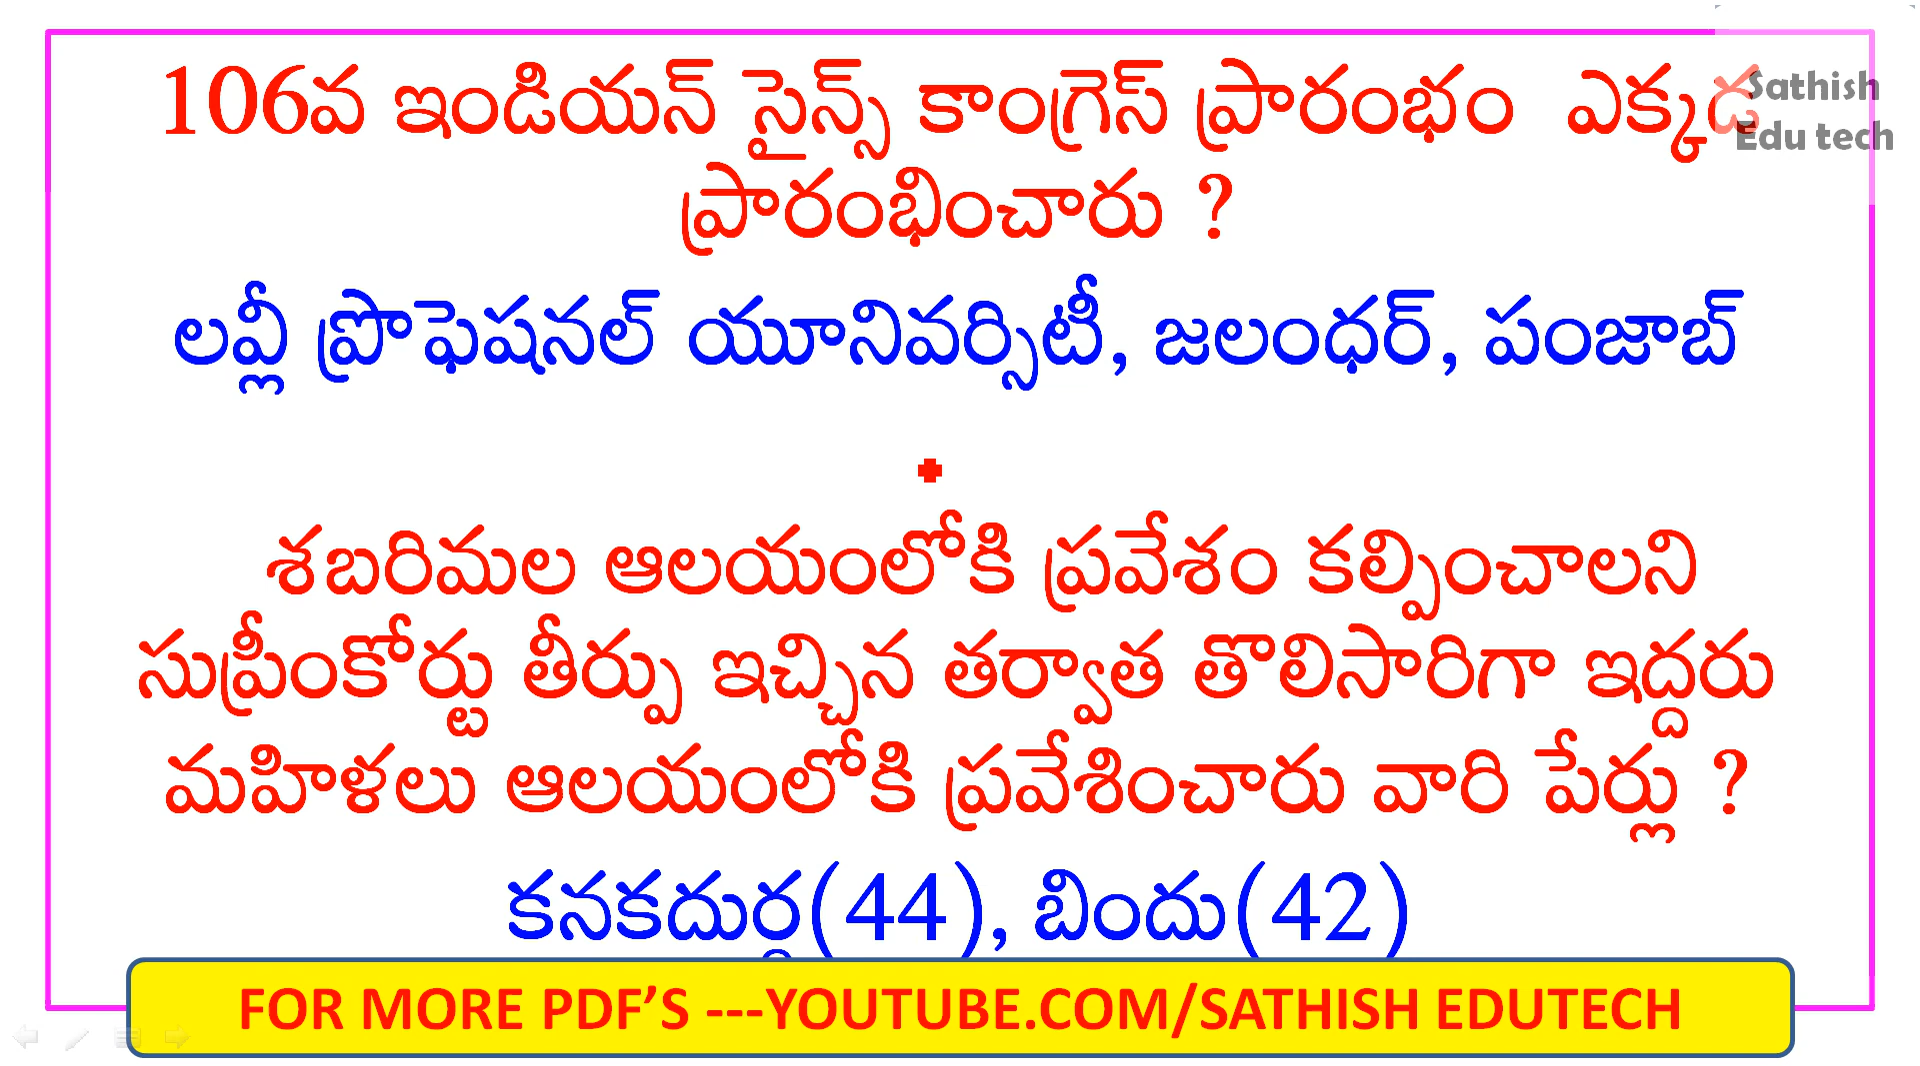 106వ ఇండియన్ సైన్స్ కాంగ్రెస్ ప్రారంభం ఎక్కడ
Sathish
Edu tech
ప్రారంభించారు ?
లవ్లీ ప్రొఫెషనల్ యూనివర్సిటీ, జలంధర్, పంజాబ్
శబరిమల ఆలయంలోకి ప్రవేశం కల్పించాలని
సుప్రీంకోర్టు తీర్పు ఇచ్చిన తర్వాత తొలిసారిగా ఇద్దరు
మహిళలు ఆలయంలోకి ప్రవేశించారు వారి పేర్లు ?
కనకదుర్గ(44), బిందు(42)
FOR MORE PDF’S ---YOUTUBE.COM/SATHISH EDUTECH